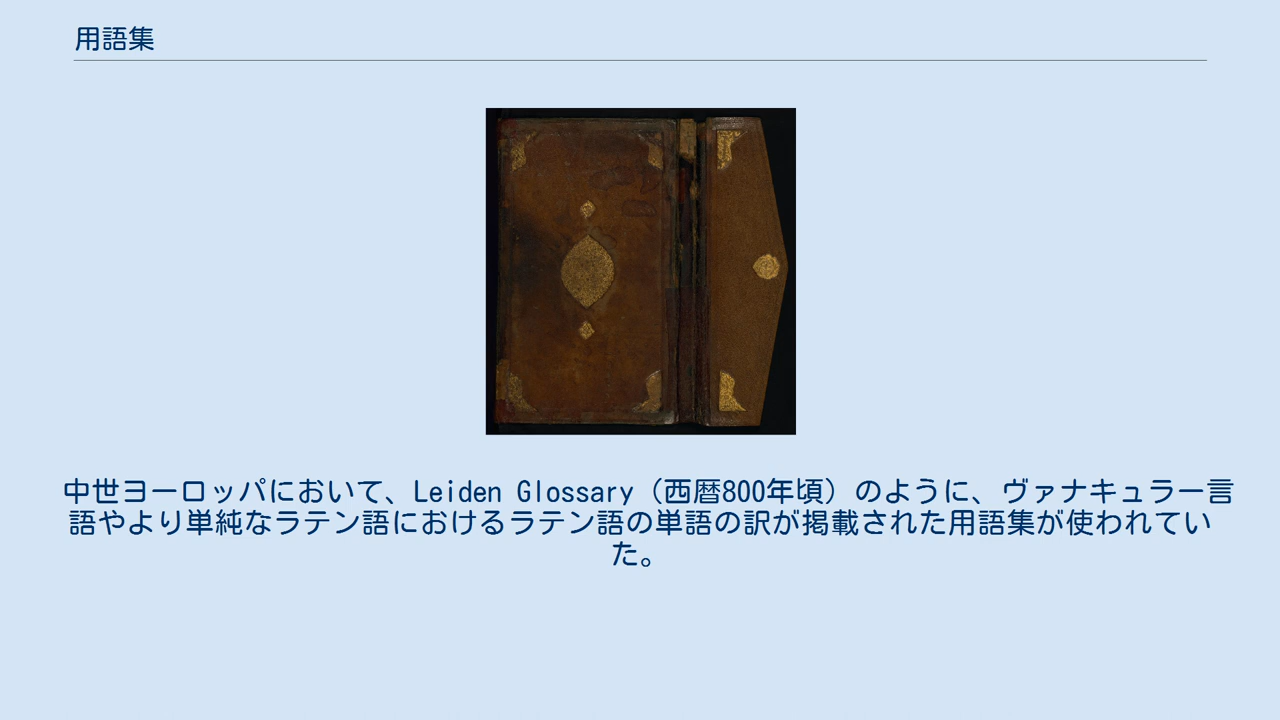 用語集
中世ヨーロッパにおいて、Leiden Glossary（西暦800年頃）のように、ヴァナキュラー言
語やより単純なラテン語におけるラテン語の単語の訳が掲載された用語集が使われてい
た。